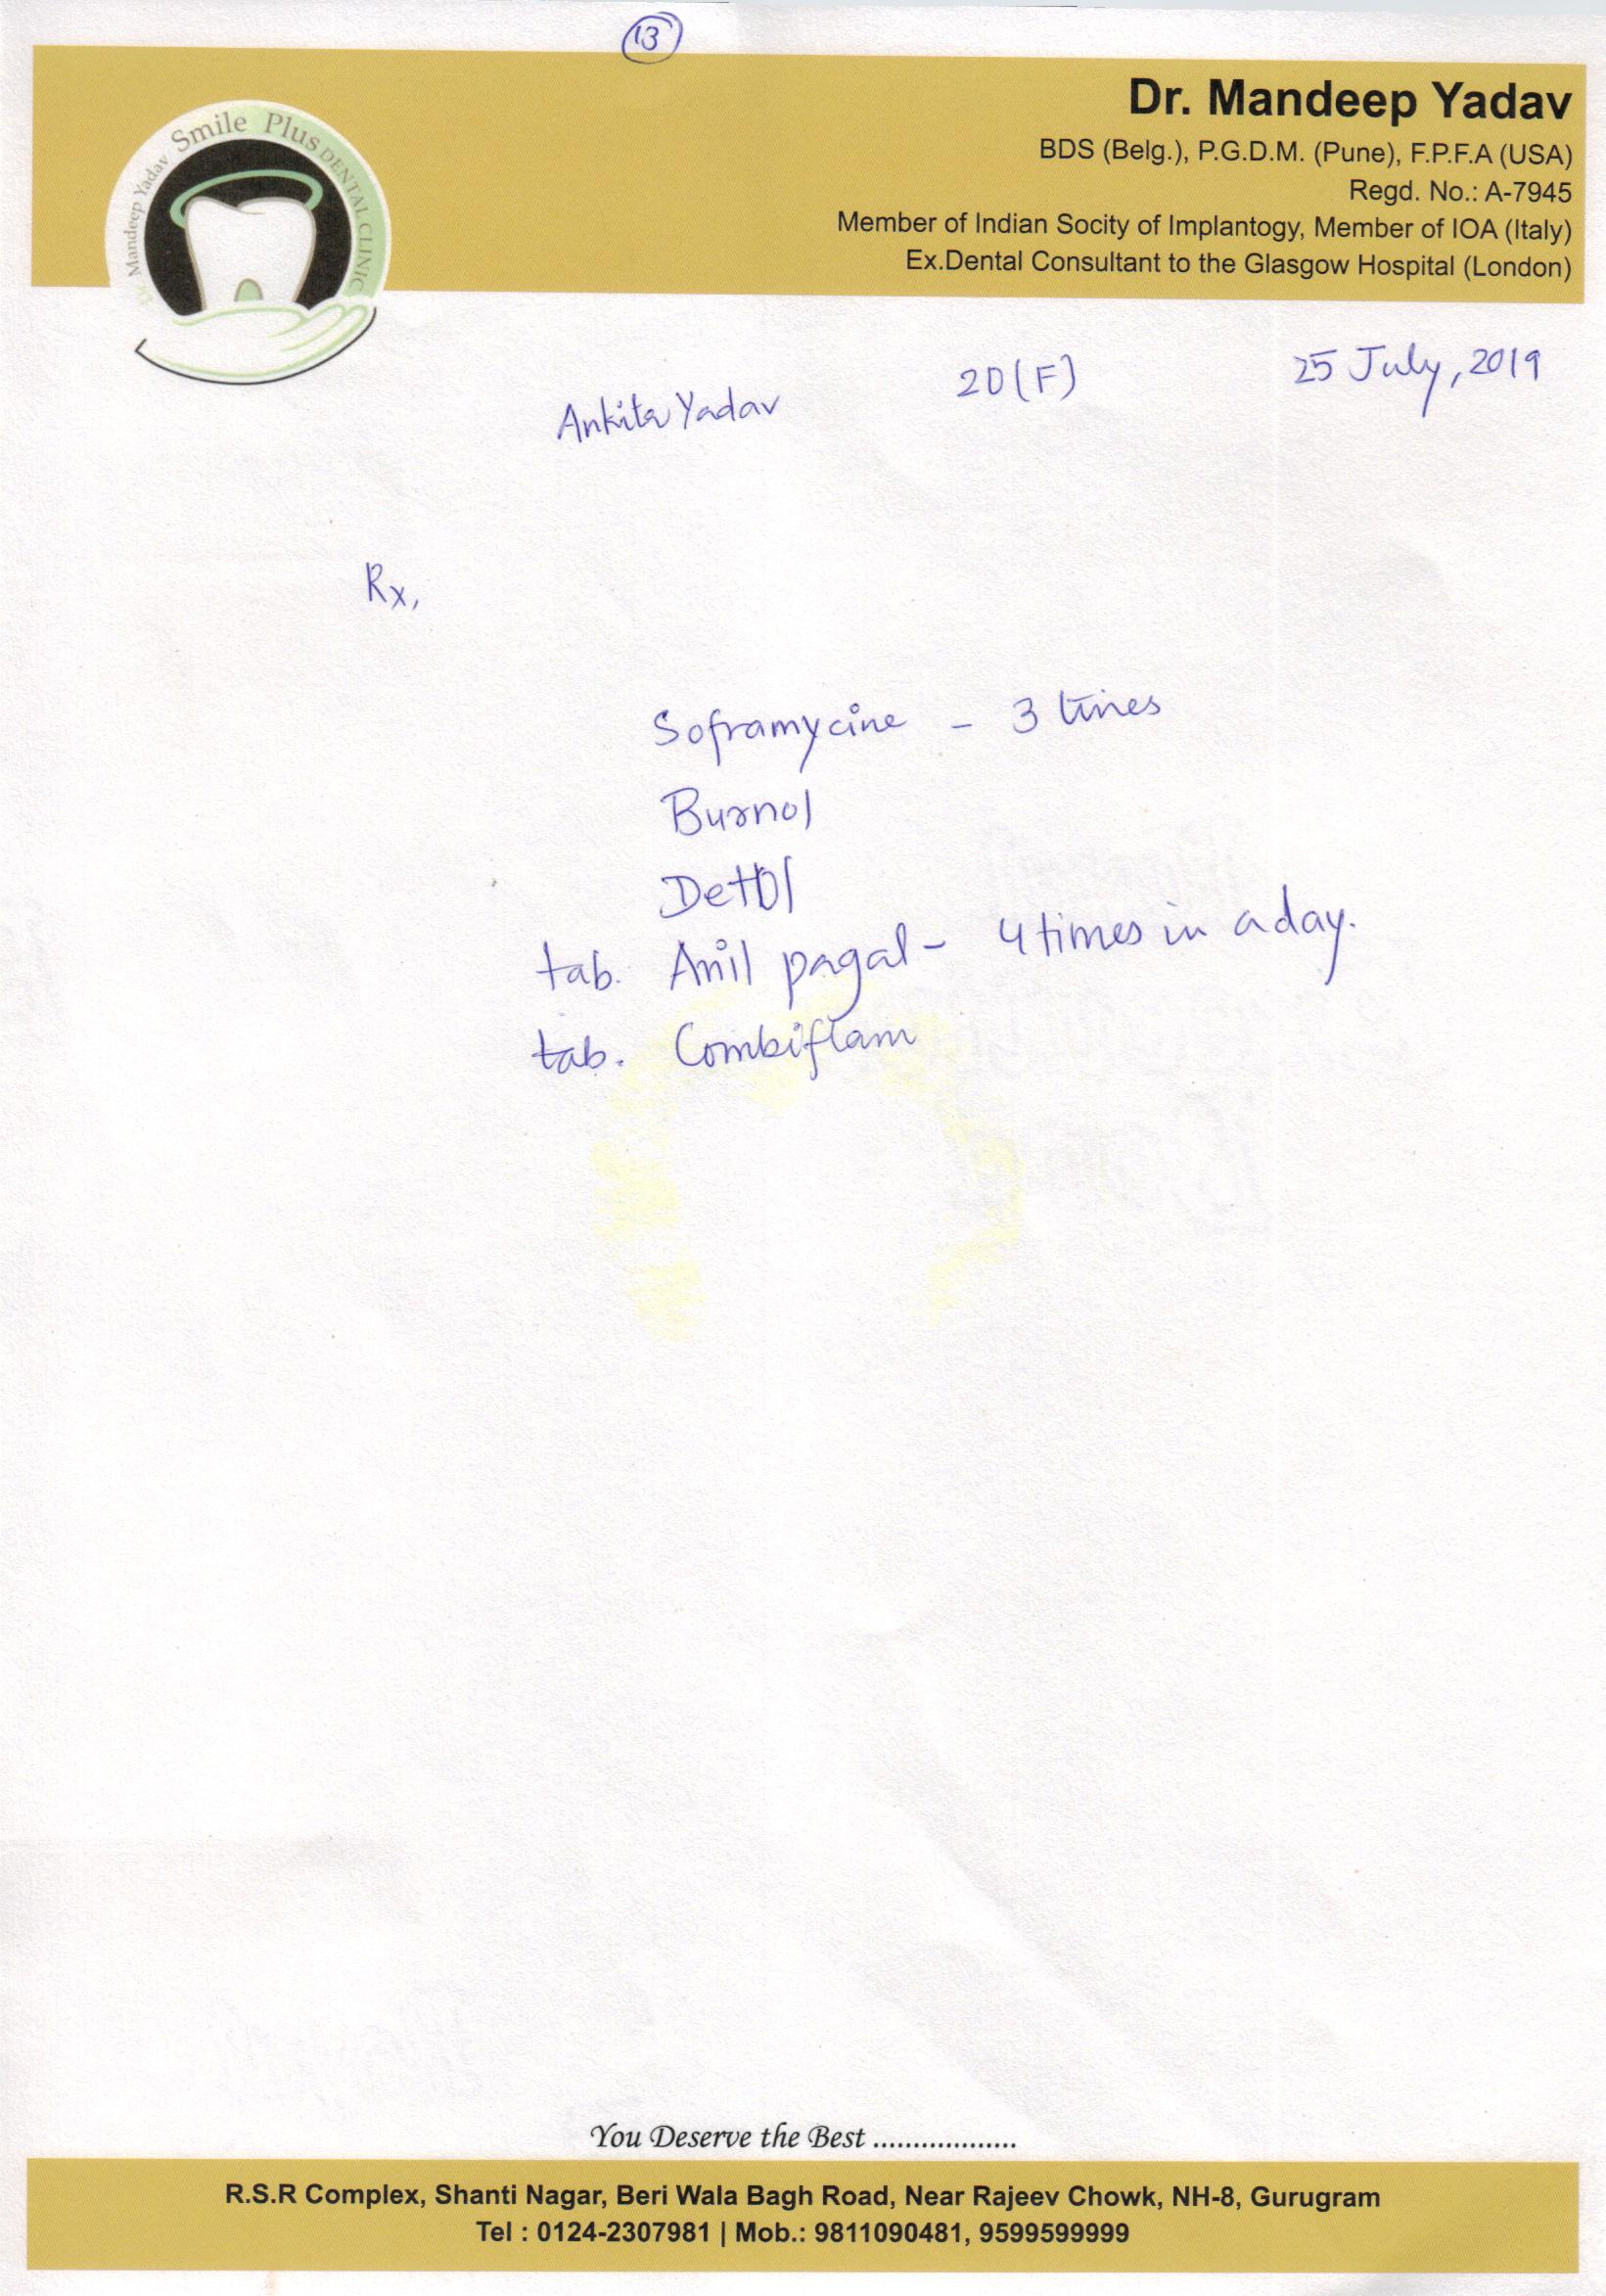 13
Dr. Mandeep Yadav
BDS (Belg.), P.G.D.M. (Pune), F.P.F.A (USA)
Regd. No.: A-7945
Member of Indian Socity of Implantogy, Member of IOA (Italy)
Ex.Dental Consultant to the Glasgow Hospital (London)
Dr. Mandeep Yadav Smile Plus DENTAL CLINIC
Ankita Yadav 20(F) 25 July, 2019
Rx,
Soframycine - 3 times
Burnol
Dettol
tab. Anil pagal - 4 times in a day.
tab. Combiflam
You Deserve the Best ..................
R.S.R Complex, Shanti Nagar, Beri Wala Bagh Road, Near Rajeev Chowk, NH-8, Gurugram
Tel : 0124-2307981 | Mob.: 9811090481, 9599599999